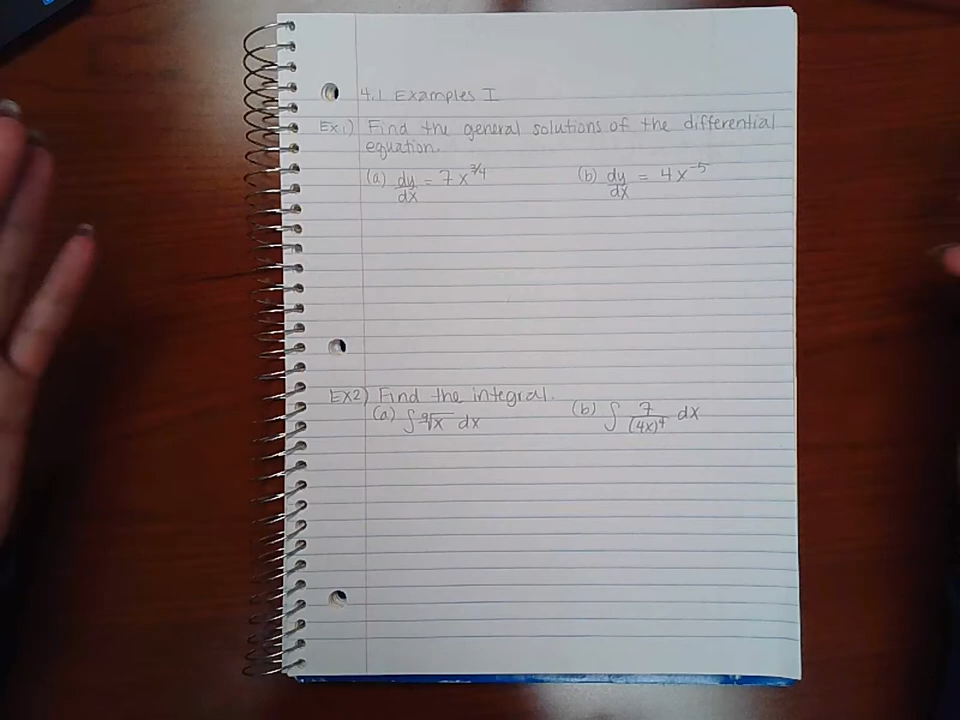 4.1 Examples I
Ex1) Find the general solutions of the differential
equation.
(a) dy/dx = 7x^3/4 (b) dy/dx = 4x^-5
Ex2) Find the integral.
(a) ∫ ⁹√x dx (b) ∫ 7/(4x)^4 dx